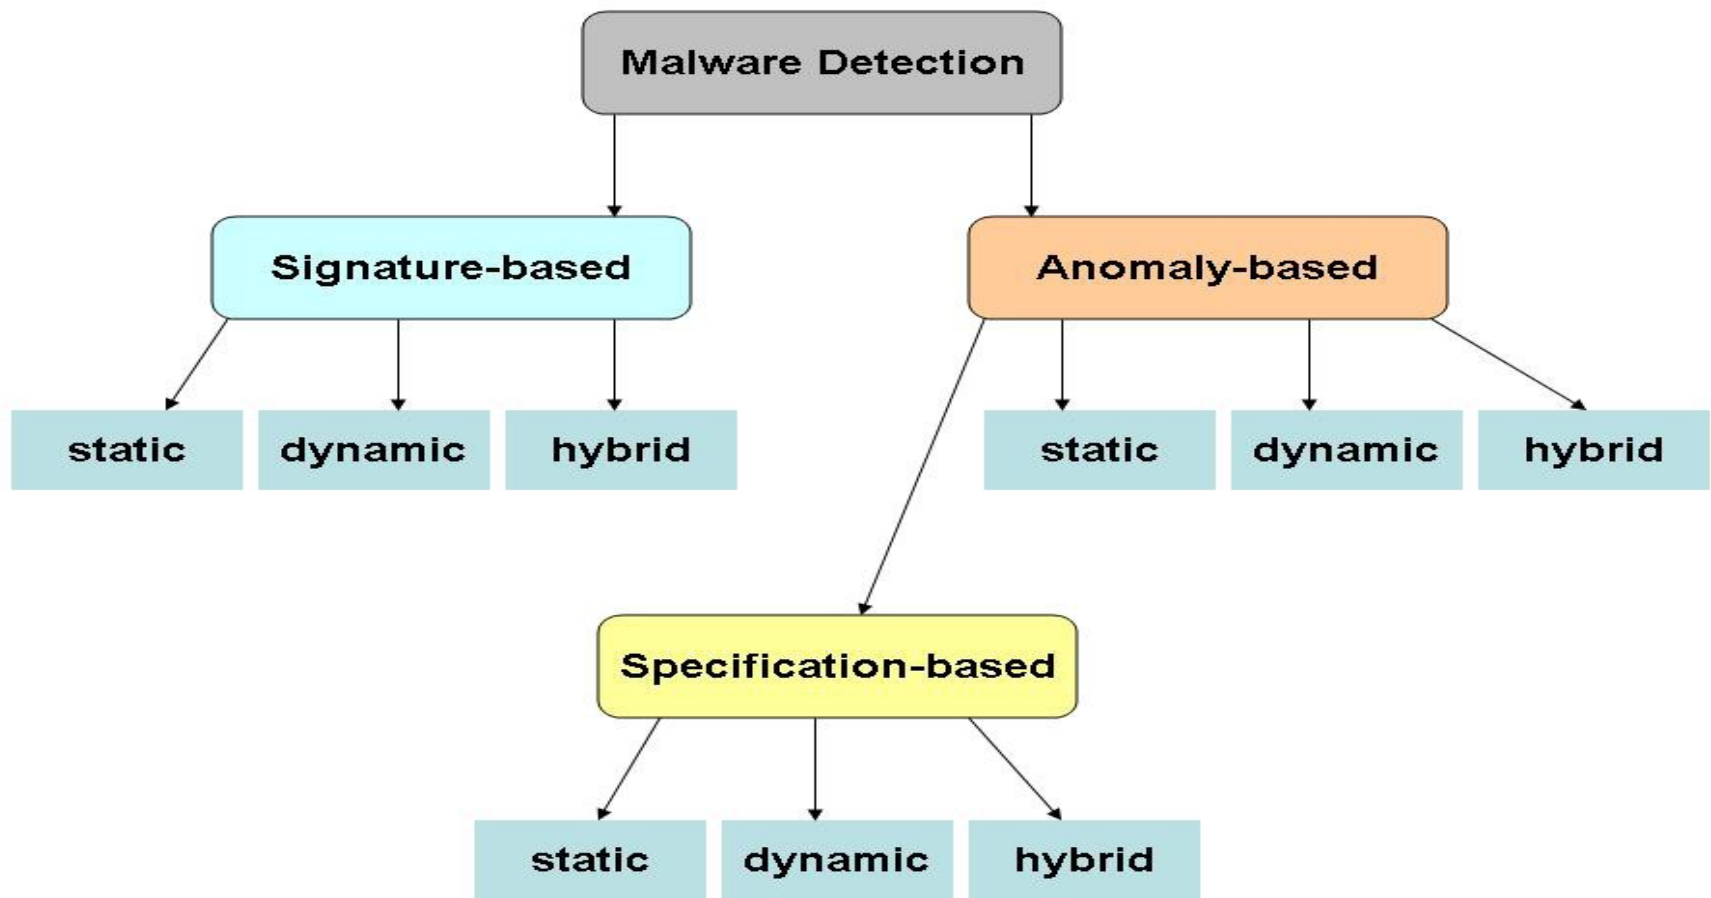 Malware Detection
Signature-based
Anomaly-based
static
dynamic
hybrid
static
dynamic
hybrid
Specification-based
static
dynamic
hybrid